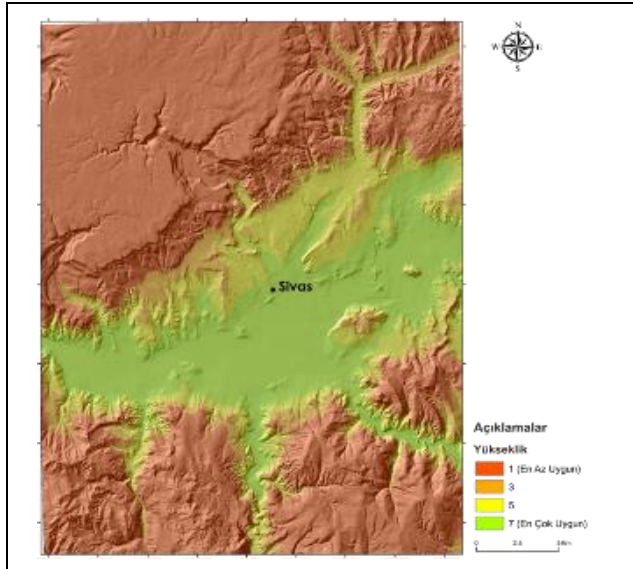 N
W E
S
Sivas
Açıklamalar
Yükseklik
1 (En Az Uygun)
3
5
7 (En Çok Uygun)
0